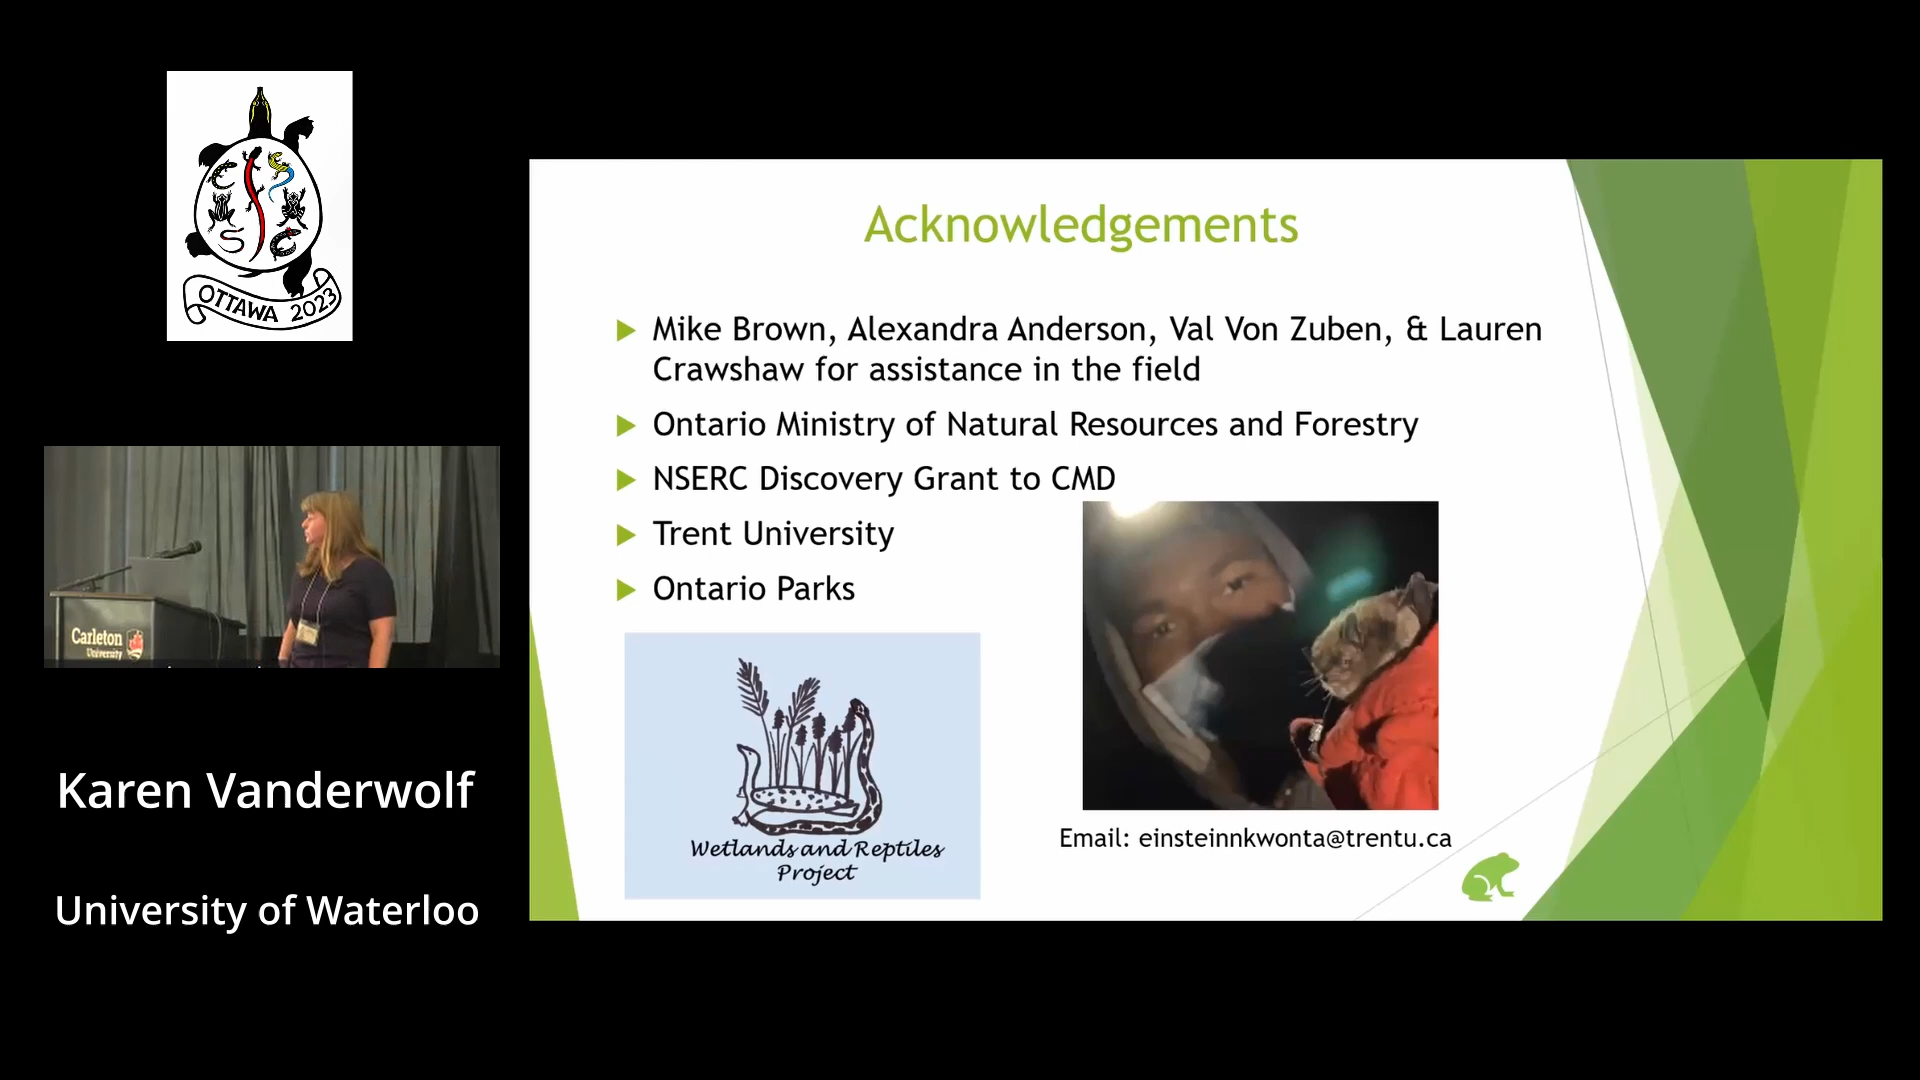 OTTAWA 2023
Carleton
University
Karen Vanderwolf
University of Waterloo
Acknowledgements
Mike Brown, Alexandra Anderson, Val Von Zuben, & Lauren
Crawshaw for assistance in the field
Ontario Ministry of Natural Resources and Forestry
NSERC Discovery Grant to CMD
Trent University
Ontario Parks
Wetlands and Reptiles
Project
Email: einsteinnkwonta@trentu.ca